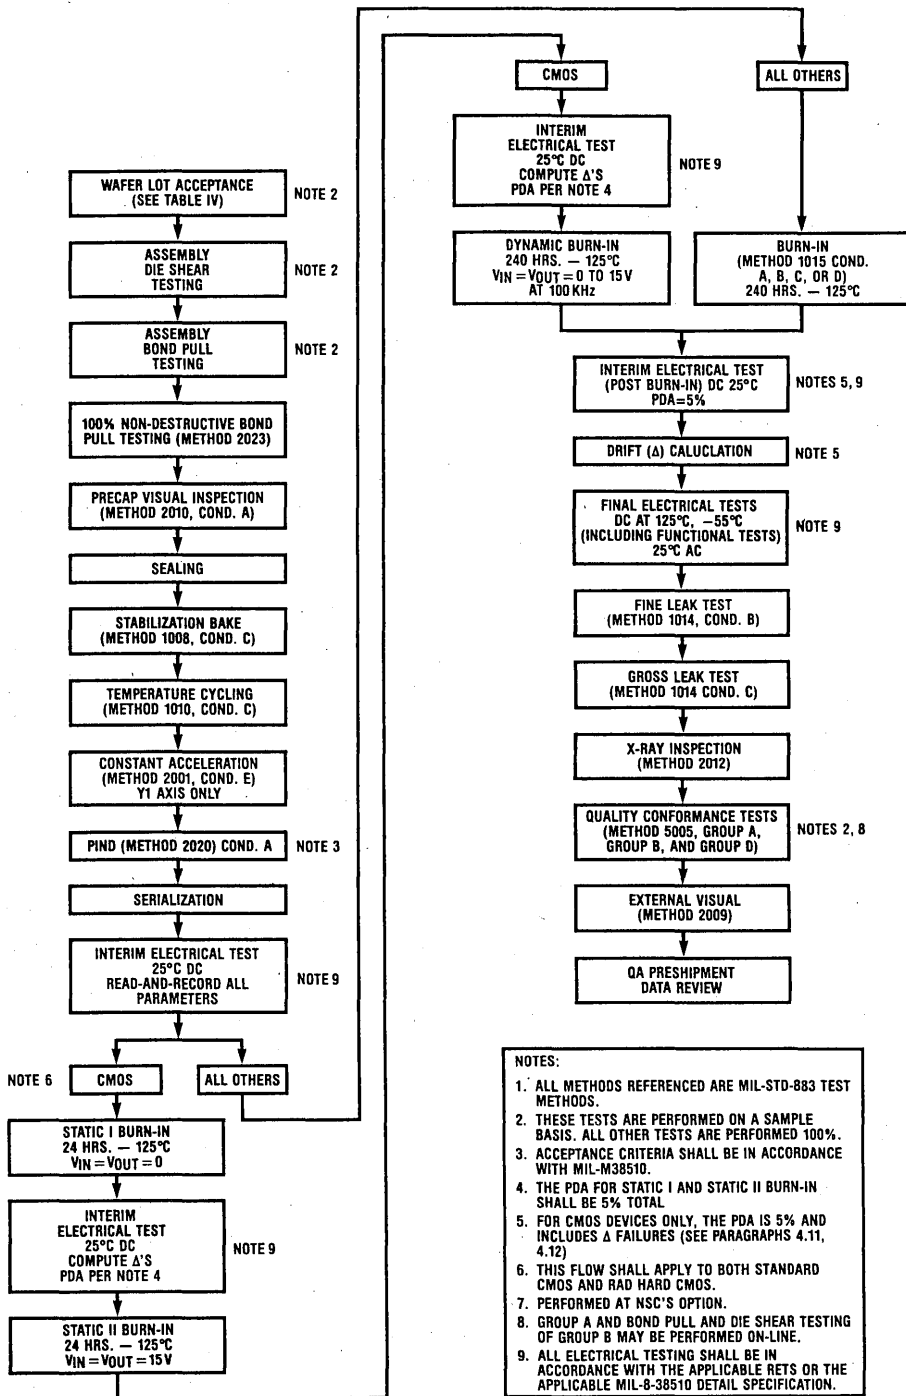 WAFER LOT ACCEPTANCE
(SEE TABLE IV)
NOTE 2
ASSEMBLY
DIE SHEAR
TESTING
NOTE 2
ASSEMBLY
BOND PULL
TESTING
NOTE 2
100% NON-DESTRUCTIVE BOND
PULL TESTING (METHOD 2023)
PRECAP VISUAL INSPECTION
(METHOD 2010, COND. A)
SEALING
STABILIZATION BAKE
(METHOD 1008, COND. C)
TEMPERATURE CYCLING
(METHOD 1010, COND. C)
CONSTANT ACCELERATION
(METHOD 2001, COND. E)
Y1 AXIS ONLY
PIND (METHOD 2020) COND. A
NOTE 3
SERIALIZATION
INTERIM ELECTRICAL TEST
25°C DC
READ-AND-RECORD ALL
PARAMETERS
NOTE 9
NOTE 6
CMOS
ALL OTHERS
STATIC I BURN-IN
24 HRS. — 125°C
VIN = VOUT = 0
INTERIM
ELECTRICAL TEST
25°C DC
COMPUTE Δ'S
PDA PER NOTE 4
NOTE 9
STATIC II BURN-IN
24 HRS. — 125°C
VIN = VOUT = 15V
CMOS
ALL OTHERS
INTERIM
ELECTRICAL TEST
25°C DC
COMPUTE Δ'S
PDA PER NOTE 4
NOTE 9
DYNAMIC BURN-IN
240 HRS. — 125°C
VIN = VOUT = 0 TO 15V
AT 100 KHz
BURN-IN
(METHOD 1015 COND.
A, B, C, OR D)
240 HRS. — 125°C
INTERIM ELECTRICAL TEST
(POST BURN-IN) DC 25°C
PDA=5%
NOTES 5, 9
DRIFT (Δ) CALUCLATION
NOTE 5
FINAL ELECTRICAL TESTS
DC AT 125°C, −55°C
(INCLUDING FUNCTIONAL TESTS)
25°C AC
NOTE 9
FINE LEAK TEST
(METHOD 1014, COND. B)
GROSS LEAK TEST
(METHOD 1014 COND. C)
X-RAY INSPECTION
(METHOD 2012)
QUALITY CONFORMANCE TESTS
(METHOD 5005, GROUP A,
GROUP B, AND GROUP D)
NOTES 2, 8
EXTERNAL VISUAL
(METHOD 2009)
QA PRESHIPMENT
DATA REVIEW
NOTES:
1. ALL METHODS REFERENCED ARE MIL-STD-883 TEST
METHODS.
2. THESE TESTS ARE PERFORMED ON A SAMPLE
BASIS. ALL OTHER TESTS ARE PERFORMED 100%.
3. ACCEPTANCE CRITERIA SHALL BE IN ACCORDANCE
WITH MIL-M38510.
4. THE PDA FOR STATIC I AND STATIC II BURN-IN
SHALL BE 5% TOTAL
5. FOR CMOS DEVICES ONLY, THE PDA IS 5% AND
INCLUDES Δ FAILURES (SEE PARAGRAPHS 4.11,
4.12)
6. THIS FLOW SHALL APPLY TO BOTH STANDARD
CMOS AND RAD HARD CMOS.
7. PERFORMED AT NSC'S OPTION.
8. GROUP A AND BOND PULL AND DIE SHEAR TESTING
OF GROUP B MAY BE PERFORMED ON-LINE.
9. ALL ELECTRICAL TESTING SHALL BE IN
ACCORDANCE WITH THE APPLICABLE RETS OR THE
APPLICABLE MIL-8-38510 DETAIL SPECIFICATION.